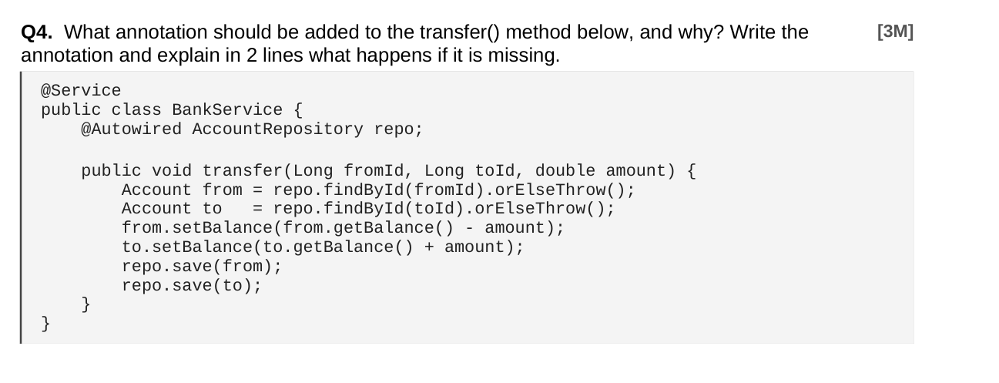 Q4. What annotation should be added to the transfer() method below, and why? Write the [3M]
annotation and explain in 2 lines what happens if it is missing.
@Service
public class BankService {
    @Autowired AccountRepository repo;

    public void transfer(Long fromId, Long toId, double amount) {
        Account from = repo.findById(fromId).orElseThrow();
        Account to   = repo.findById(toId).orElseThrow();
        from.setBalance(from.getBalance() - amount);
        to.setBalance(to.getBalance() + amount);
        repo.save(from);
        repo.save(to);
    }
}